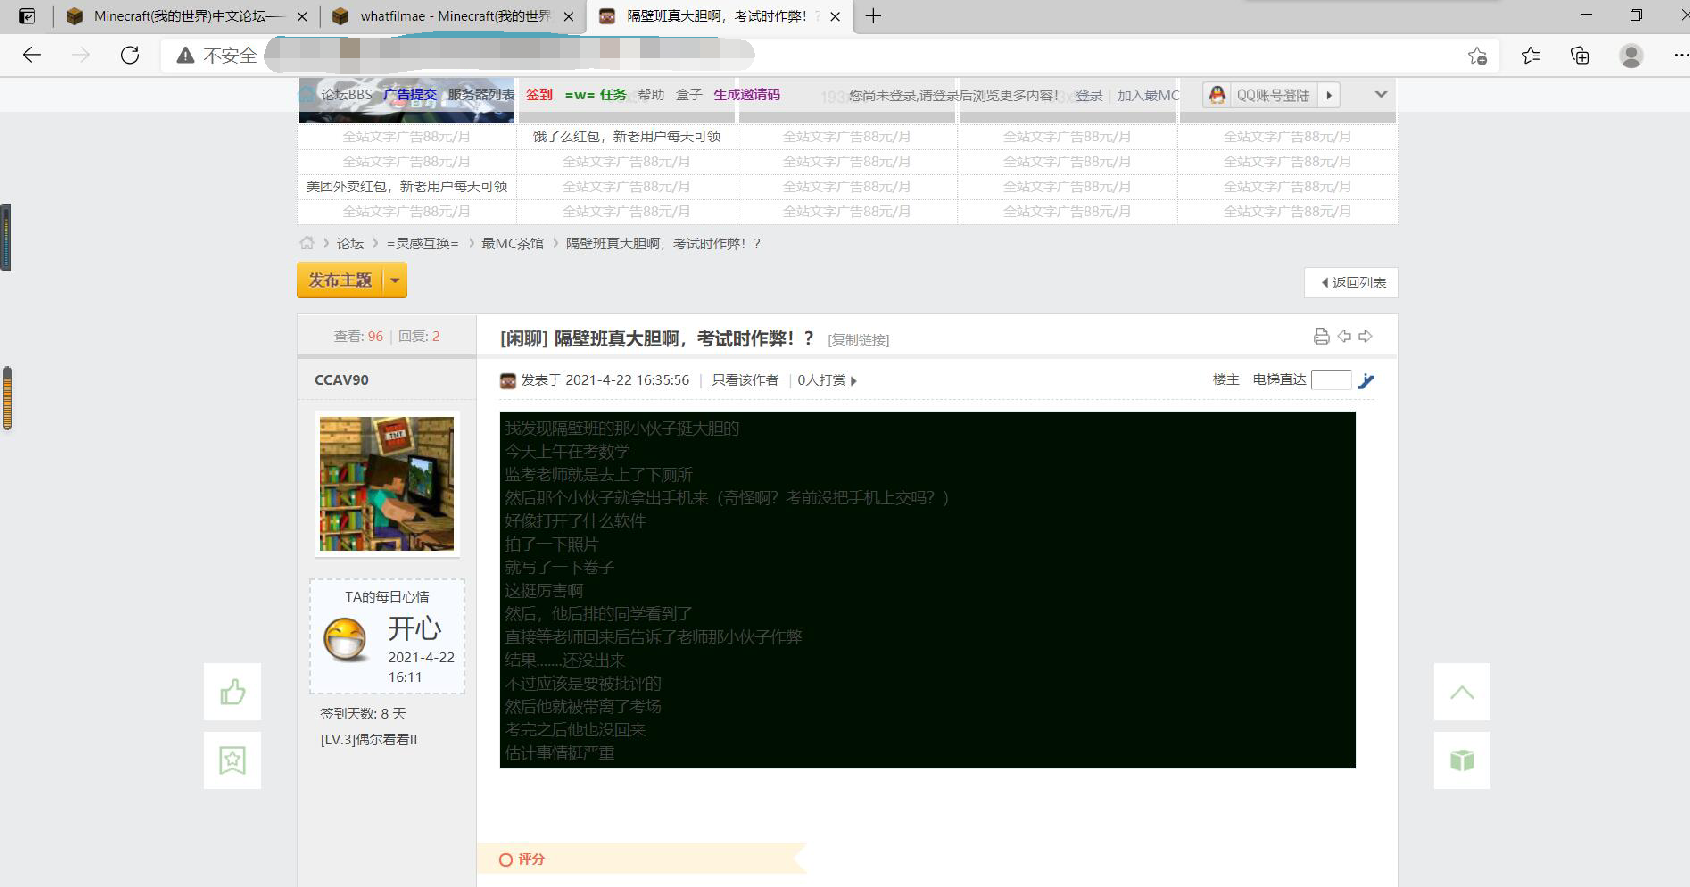 Minecraft(我的世界)中文论坛—
whatfilmae - Minecraft(我的世界
隔壁班真大胆啊，考试时作弊！？
不安全
论坛BBS 广告提交 服务器列表 签到 =w= 任务 帮助 盒子 生成邀请码 您尚未登录,请登录后浏览更多内容! 登录 | 加入最MC QQ账号登陆
全站文字广告88元/月 饿了么红包，新老用户每天可领 全站文字广告88元/月 全站文字广告88元/月 全站文字广告88元/月
全站文字广告88元/月 全站文字广告88元/月 全站文字广告88元/月 全站文字广告88元/月 全站文字广告88元/月
美团外卖红包，新老用户每天可领 全站文字广告88元/月 全站文字广告88元/月 全站文字广告88元/月 全站文字广告88元/月
全站文字广告88元/月 全站文字广告88元/月 全站文字广告88元/月 全站文字广告88元/月 全站文字广告88元/月
论坛 > =灵感互换= > 最MC茶馆 > 隔壁班真大胆啊，考试时作弊！？
发布主题
返回列表
查看: 96 | 回复: 2
[闲聊] 隔壁班真大胆啊，考试时作弊！？ [复制链接]
CCAV90
发表于 2021-4-22 16:35:56 | 只看该作者 | 0人打赏
楼主 电梯直达
我发现隔壁班的那小伙子挺大胆的
今天上午在考数学
监考老师就是去上了下厕所
然后那个小伙子就拿出手机来（奇怪啊？考前没把手机上交吗？）
好像打开了什么软件
拍了一下照片
就写了一下卷子
这挺厉害啊
然后，他后排的同学看到了
直接等老师回来后告诉了老师那小伙子作弊
结果.......还没出来
不过应该是要被批评的
然后他就被带离了考场
考完之后他也没回来
估计事情挺严重
TNT
TA的每日心情
开心
2021-4-22
16:11
签到天数: 8 天
[LV.3]偶尔看看II
评分